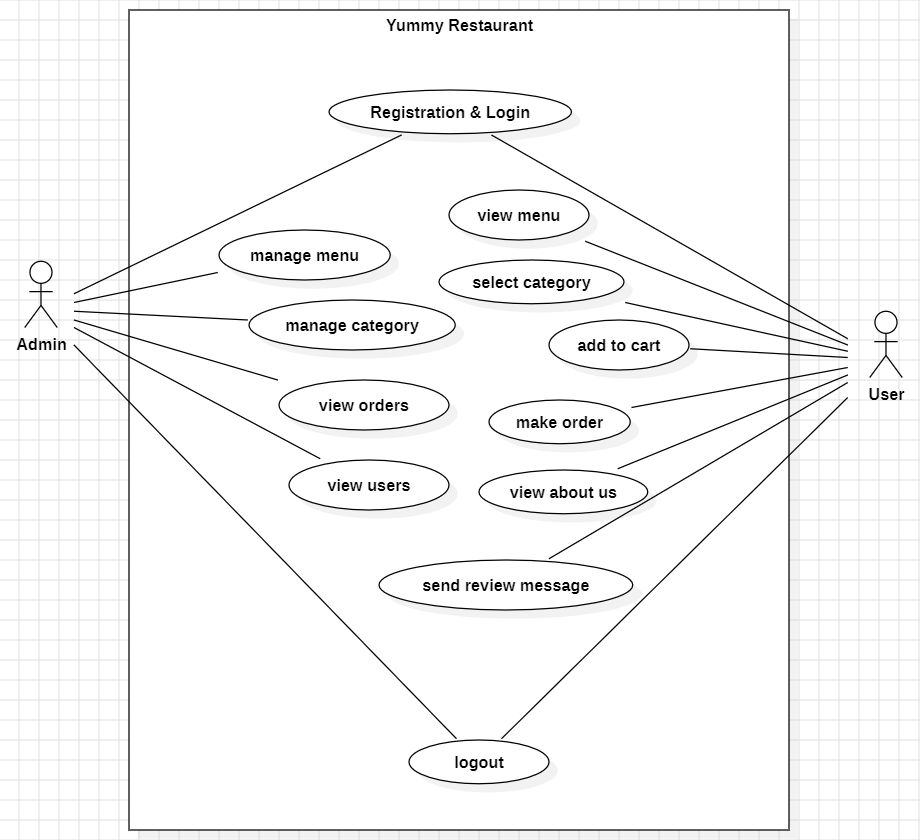 Yummy Restaurant
Registration & Login
view menu
manage menu
select category
manage category
add to cart
Admin
User
view orders
make order
view users
view about us
send review message
logout